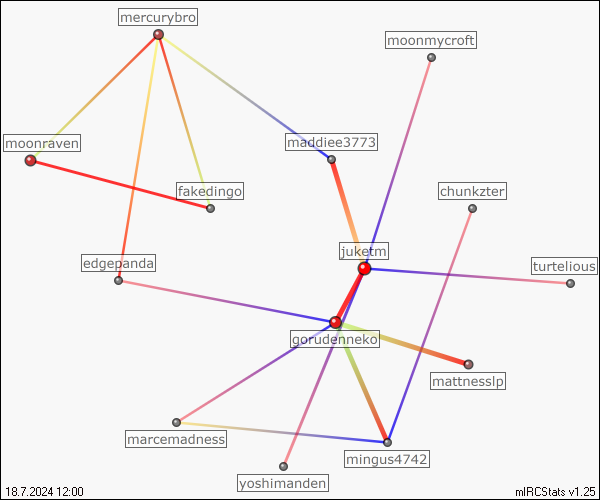 mercurybro
moonmycroft
moonraven
maddiee3773
fakedingo
chunkzter
juketm
edgepanda
turtelious
gorudenneko
mattnesslp
marcemadness
mingus4742
yoshimanden
18.7.2024 12:00
mIRCStats v1.25